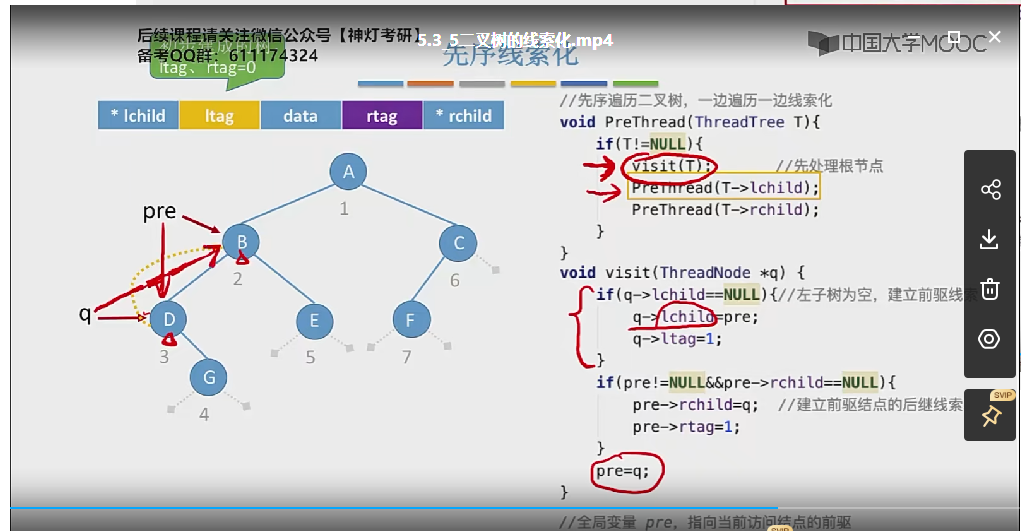 后续课程请关注微信公众号【神灯考研】
备考QQ群：611174324
5.3_5二叉树的线索化.mp4
中国大学MOOC
先序线索化
ltag、rtag=0
* lchild ltag data rtag * rchild
pre
q
A
1
B
2
C
6
D
3
E
5
F
7
G
4
//先序遍历二叉树，一边遍历一边线索化
void PreThread(ThreadTree T){
if(T!=NULL){
visit(T); //先处理根节点
PreThread(T->lchild);
PreThread(T->rchild);
}
}
void visit(ThreadNode *q) {
if(q->lchild==NULL){//左子树为空，建立前驱线索
q->lchild=pre;
q->ltag=1;
}
if(pre!=NULL&&pre->rchild==NULL){
pre->rchild=q; //建立前驱结点的后继线索
pre->rtag=1;
}
pre=q;
}
//全局变量 pre，指向当前访问结点的前驱
SVIP
SVIP